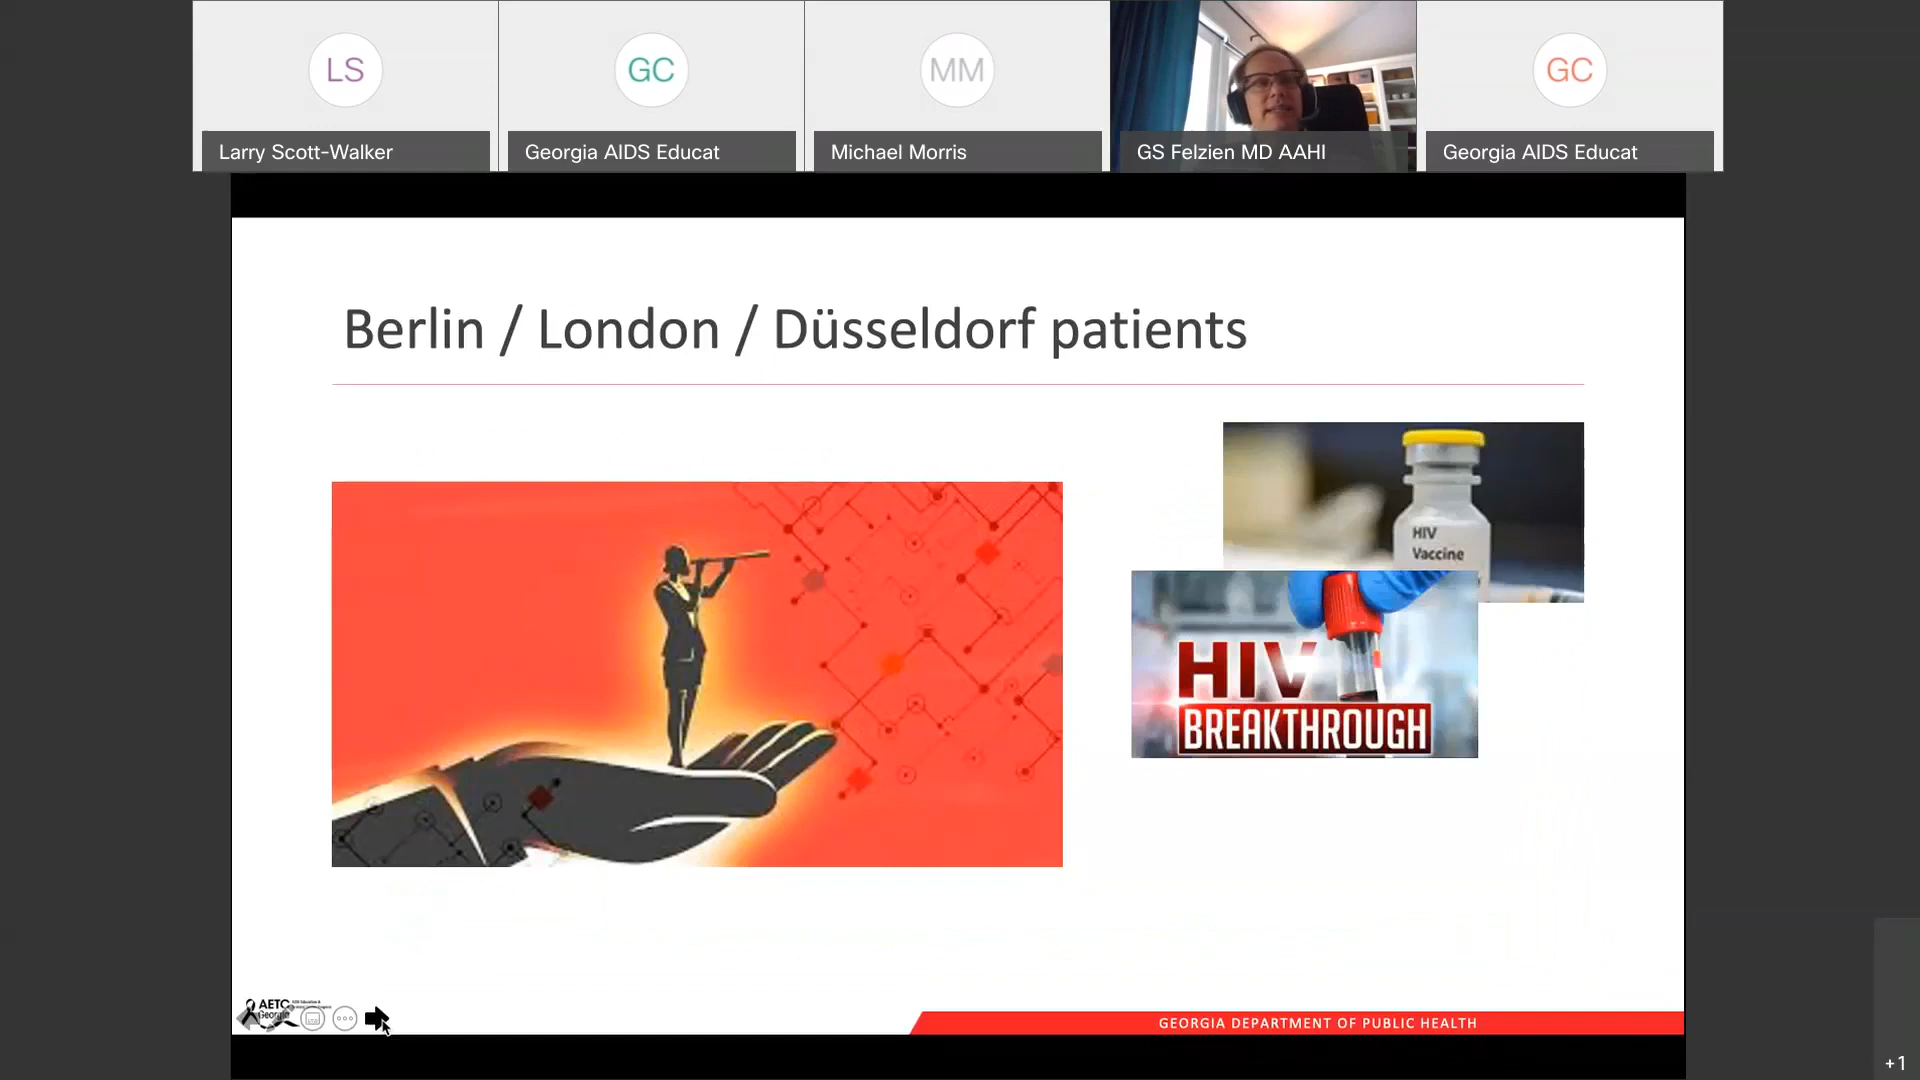 LS
GC
MM
GC
Larry Scott-Walker
Georgia AIDS Educat
Michael Morris
GS Felzien MD AAHI
Georgia AIDS Educat
Berlin / London / Düsseldorf patients
HIV
Vaccine
HIV
BREAKTHROUGH
AETC
Georgia
GEORGIA DEPARTMENT OF PUBLIC HEALTH
+1